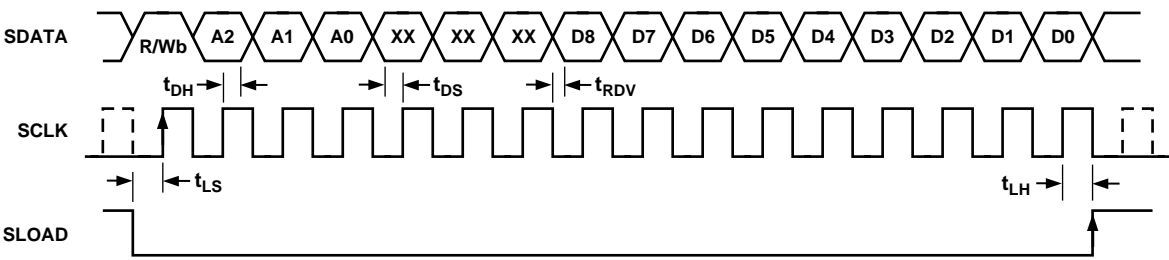 SDATA R/Wb A2 A1 A0 XX XX XX D8 D7 D6 D5 D4 D3 D2 D1 D0
tDH tDS tRDV
SCLK
tLS tLH
SLOAD